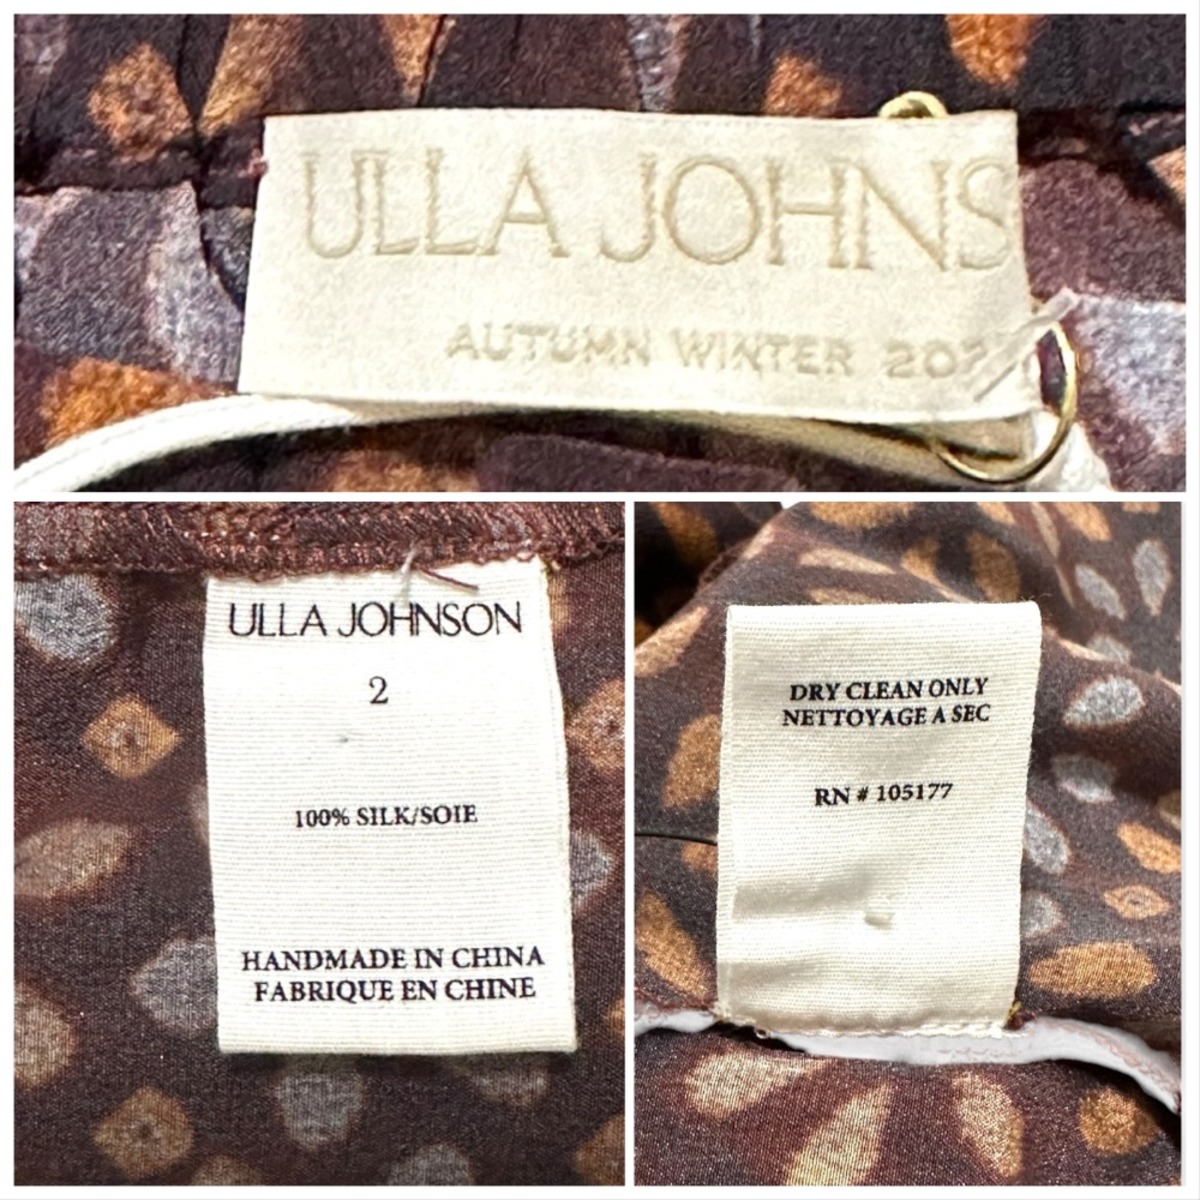 ULLA JOHNS
AUTUMN WINTER 20
ULLA JOHNSON
2
100% SILK/SOIE
HANDMADE IN CHINA
FABRIQUE EN CHINE
DRY CLEAN ONLY
NETTOYAGE A SEC
RN # 105177